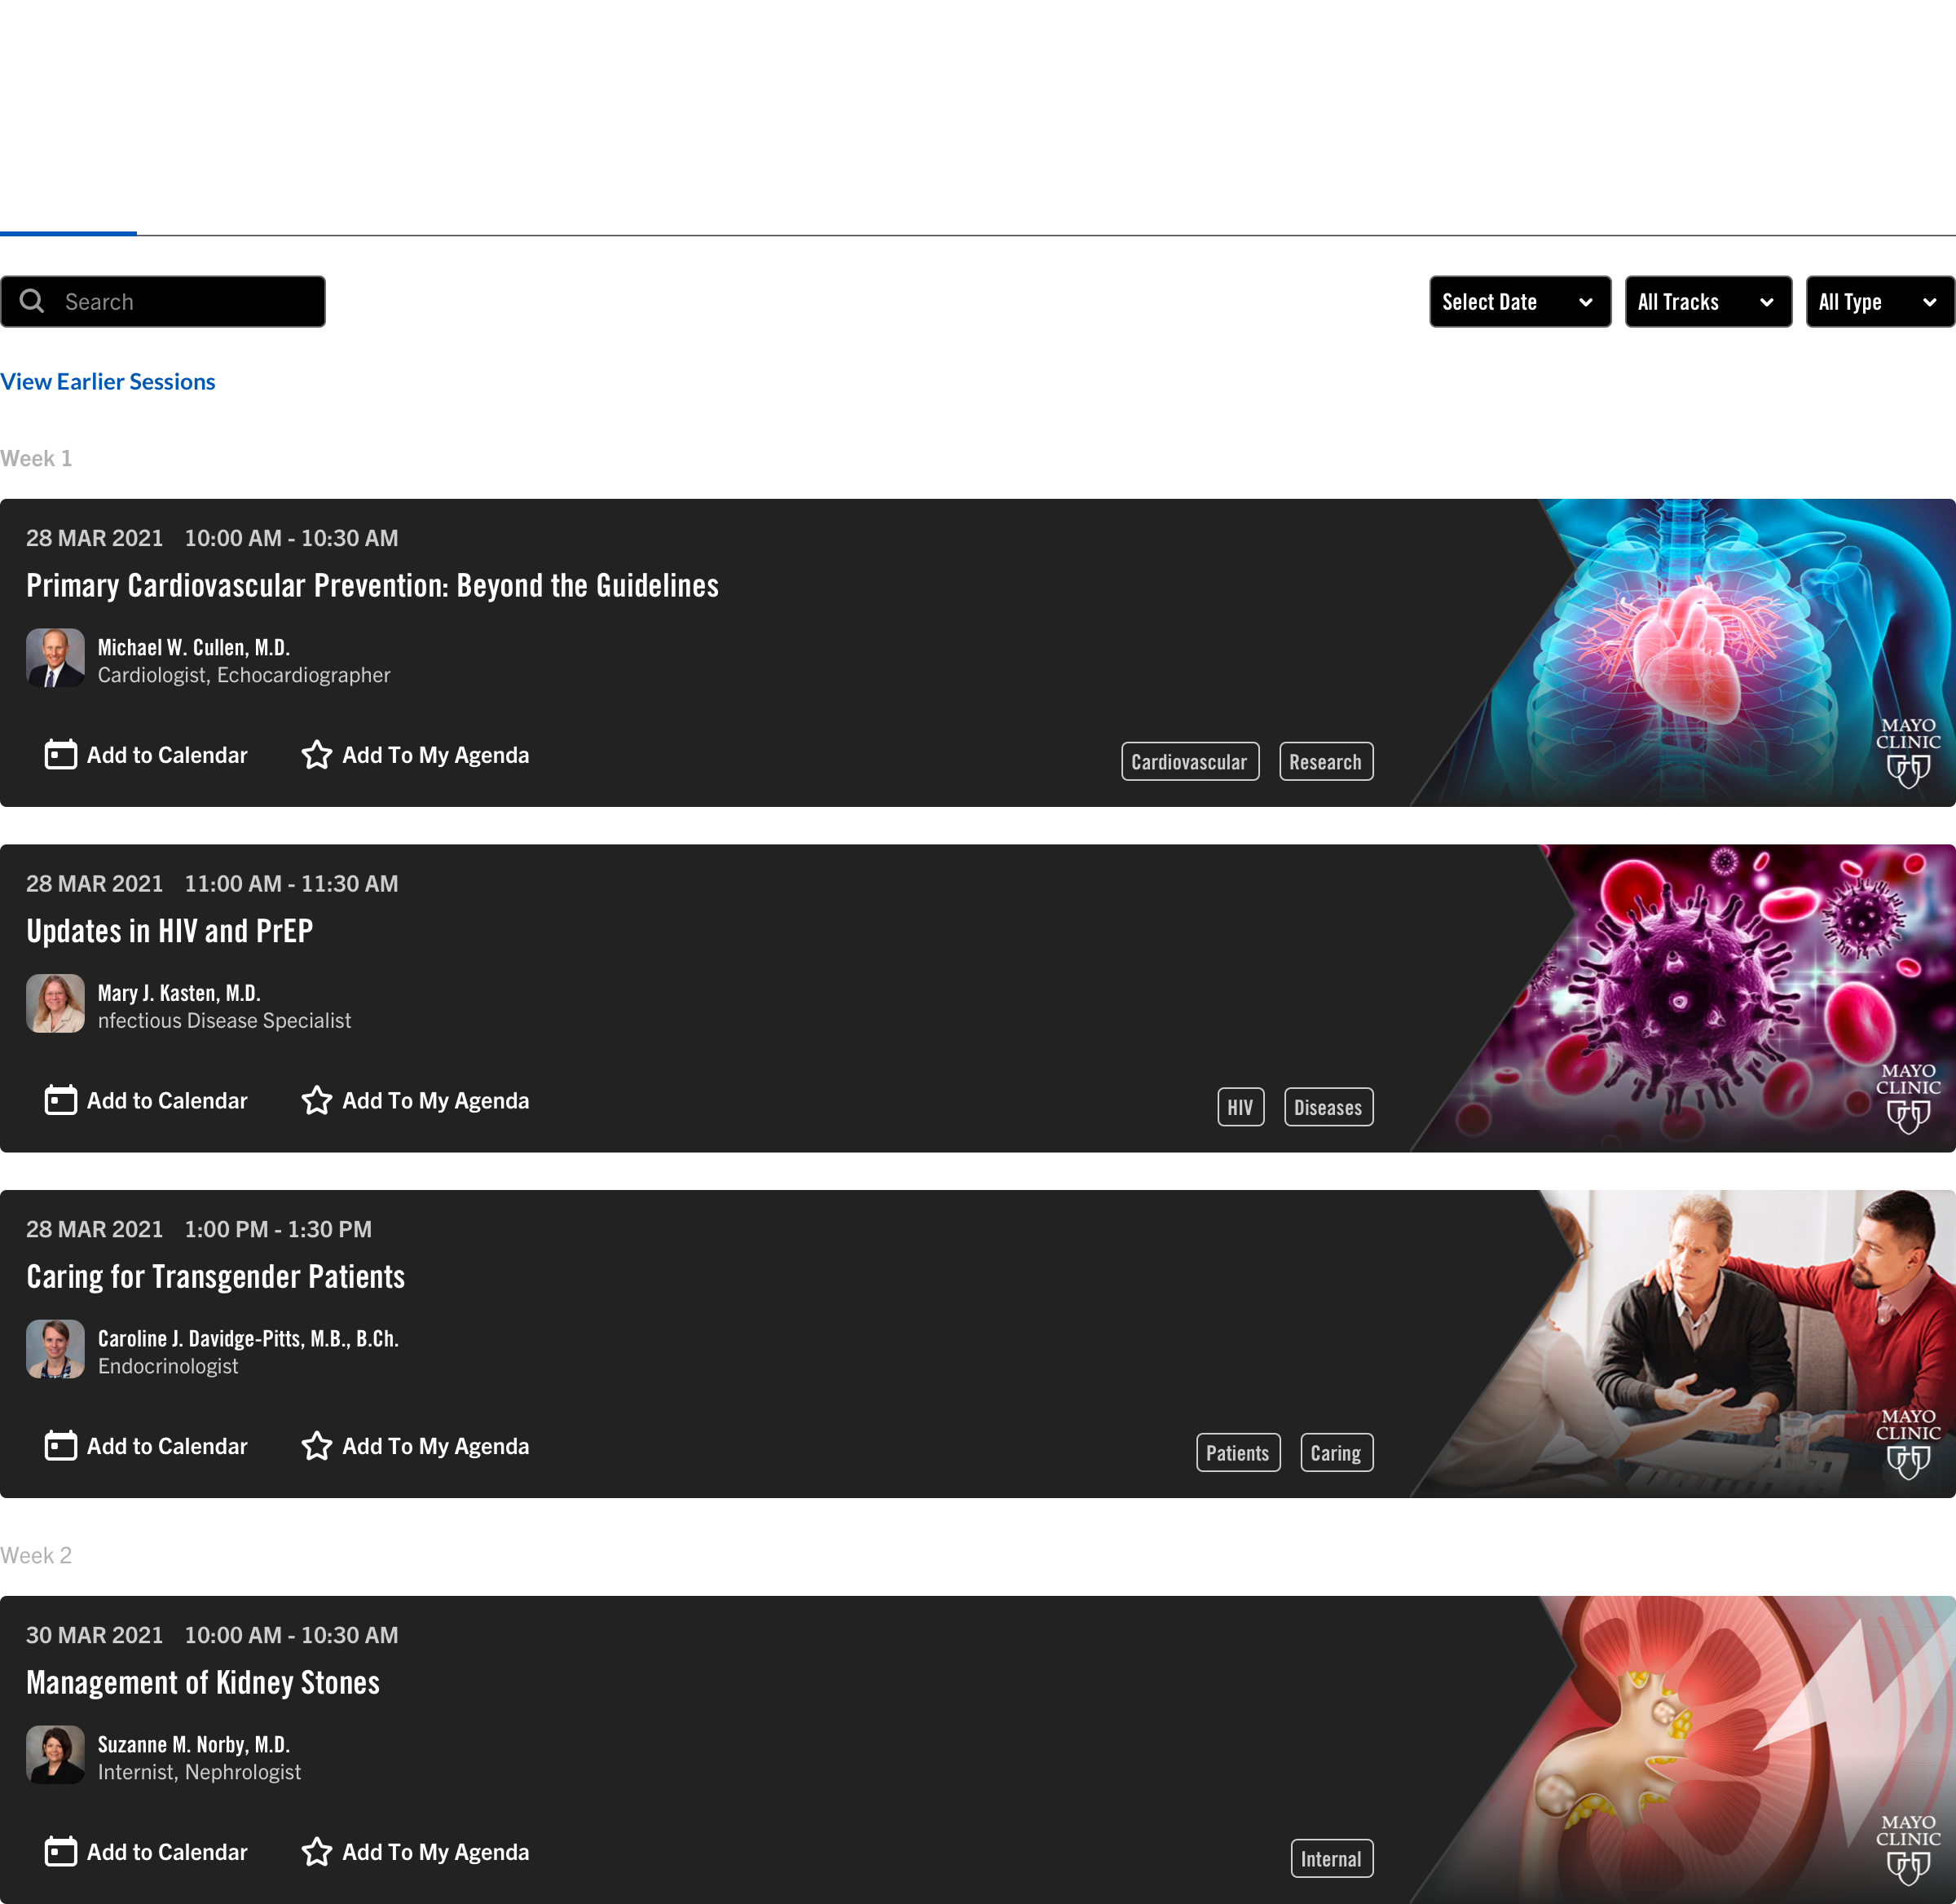 Search
Select Date
All Tracks
All Type
View Earlier Sessions
Week 1
28 MAR 2021 10:00 AM - 10:30 AM
Primary Cardiovascular Prevention: Beyond the Guidelines
Michael W. Cullen, M.D.
Cardiologist, Echocardiographer
Add to Calendar
Add To My Agenda
Cardiovascular
Research
MAYO
CLINIC
28 MAR 2021 11:00 AM - 11:30 AM
Updates in HIV and PrEP
Mary J. Kasten, M.D.
nfectious Disease Specialist
Add to Calendar
Add To My Agenda
HIV
Diseases
MAYO
CLINIC
28 MAR 2021 1:00 PM - 1:30 PM
Caring for Transgender Patients
Caroline J. Davidge-Pitts, M.B., B.Ch.
Endocrinologist
Add to Calendar
Add To My Agenda
Patients
Caring
MAYO
CLINIC
Week 2
30 MAR 2021 10:00 AM - 10:30 AM
Management of Kidney Stones
Suzanne M. Norby, M.D.
Internist, Nephrologist
Add to Calendar
Add To My Agenda
Internal
MAYO
CLINIC